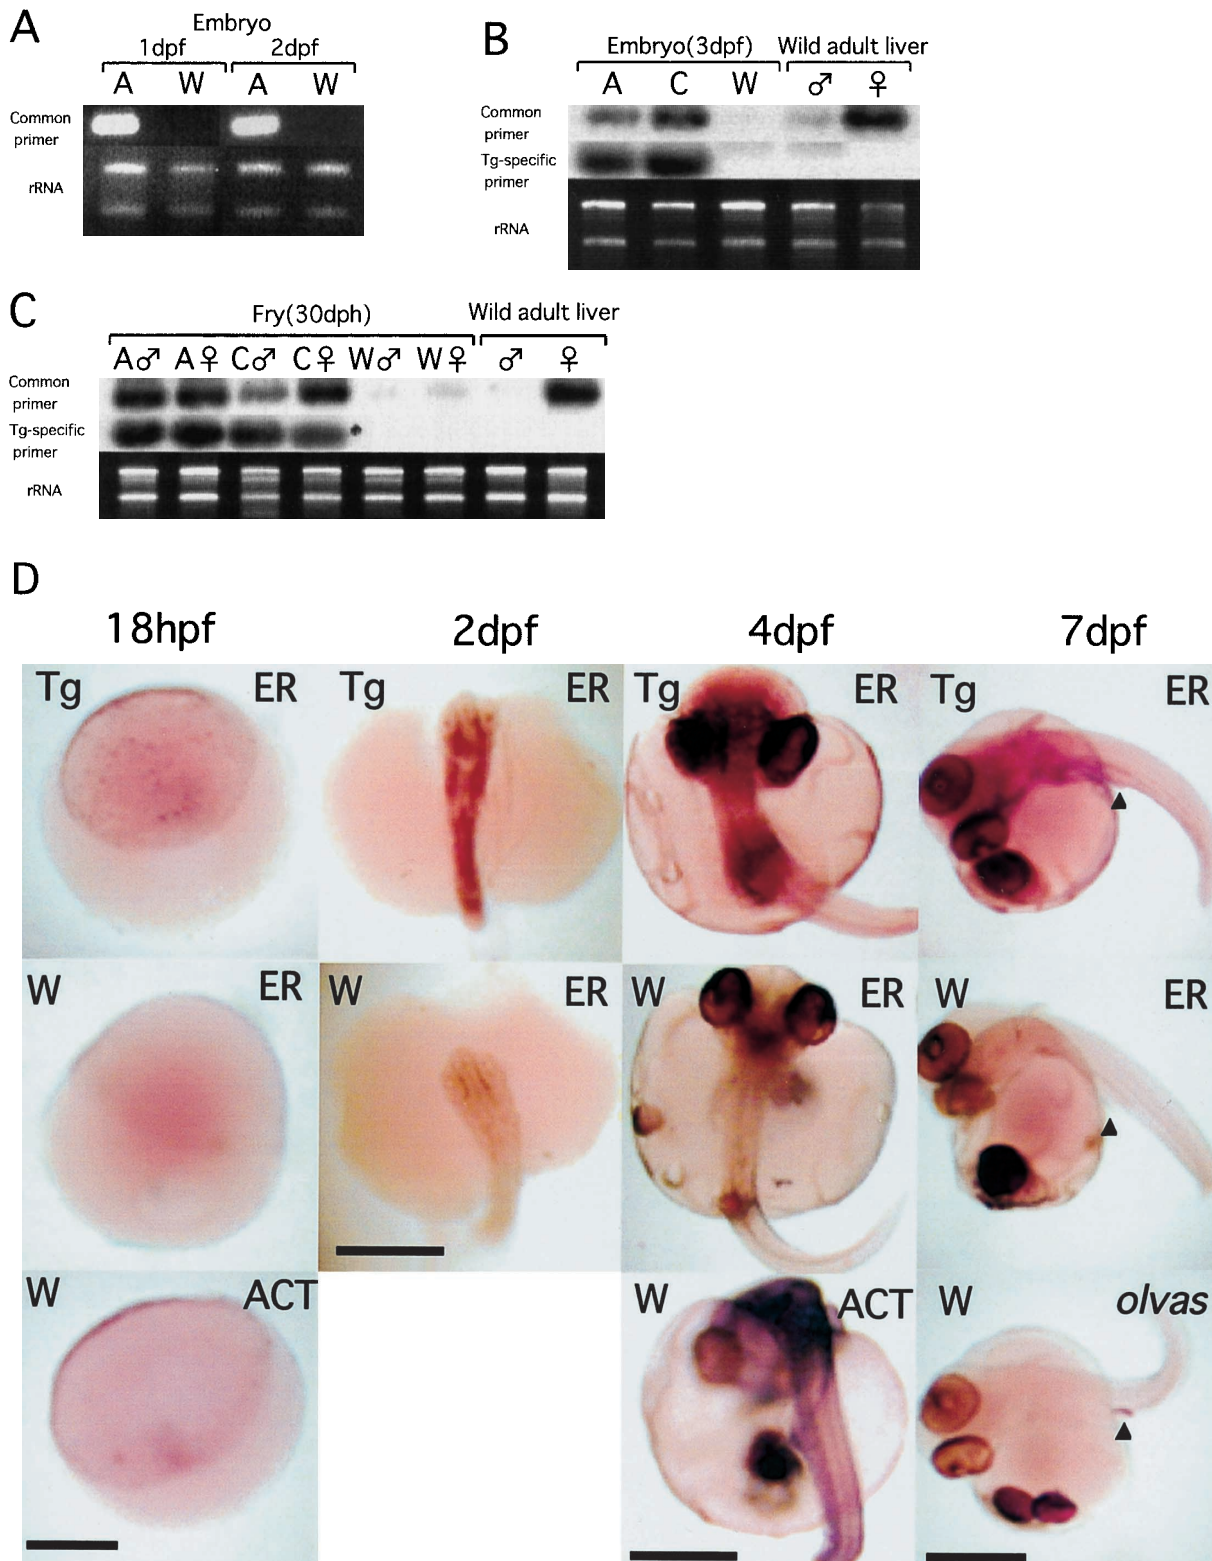 A
Embryo
1dpf 2dpf
A W A W
Common
primer
rRNA
B
Embryo(3dpf) Wild adult liver
A C W ♂ ♀
Common
primer
Tg-specific
primer
rRNA
C
Fry(30dph) Wild adult liver
A♂ A♀ C♂ C♀ W♂ W♀ ♂ ♀
Common
primer
Tg-specific
primer
rRNA
D
18hpf 2dpf 4dpf 7dpf
Tg ER Tg ER Tg ER Tg ER
W ER W ER W ER W ER
W ACT W ACT W olvas